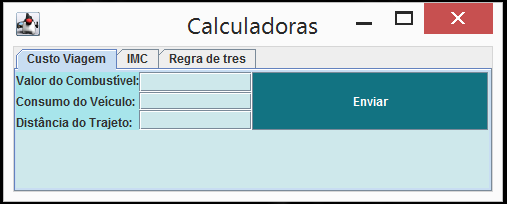 Calculadoras
Custo Viagem IMC Regra de tres
Valor do Combustível:
Consumo do Veículo:
Enviar
Distância do Trajeto: